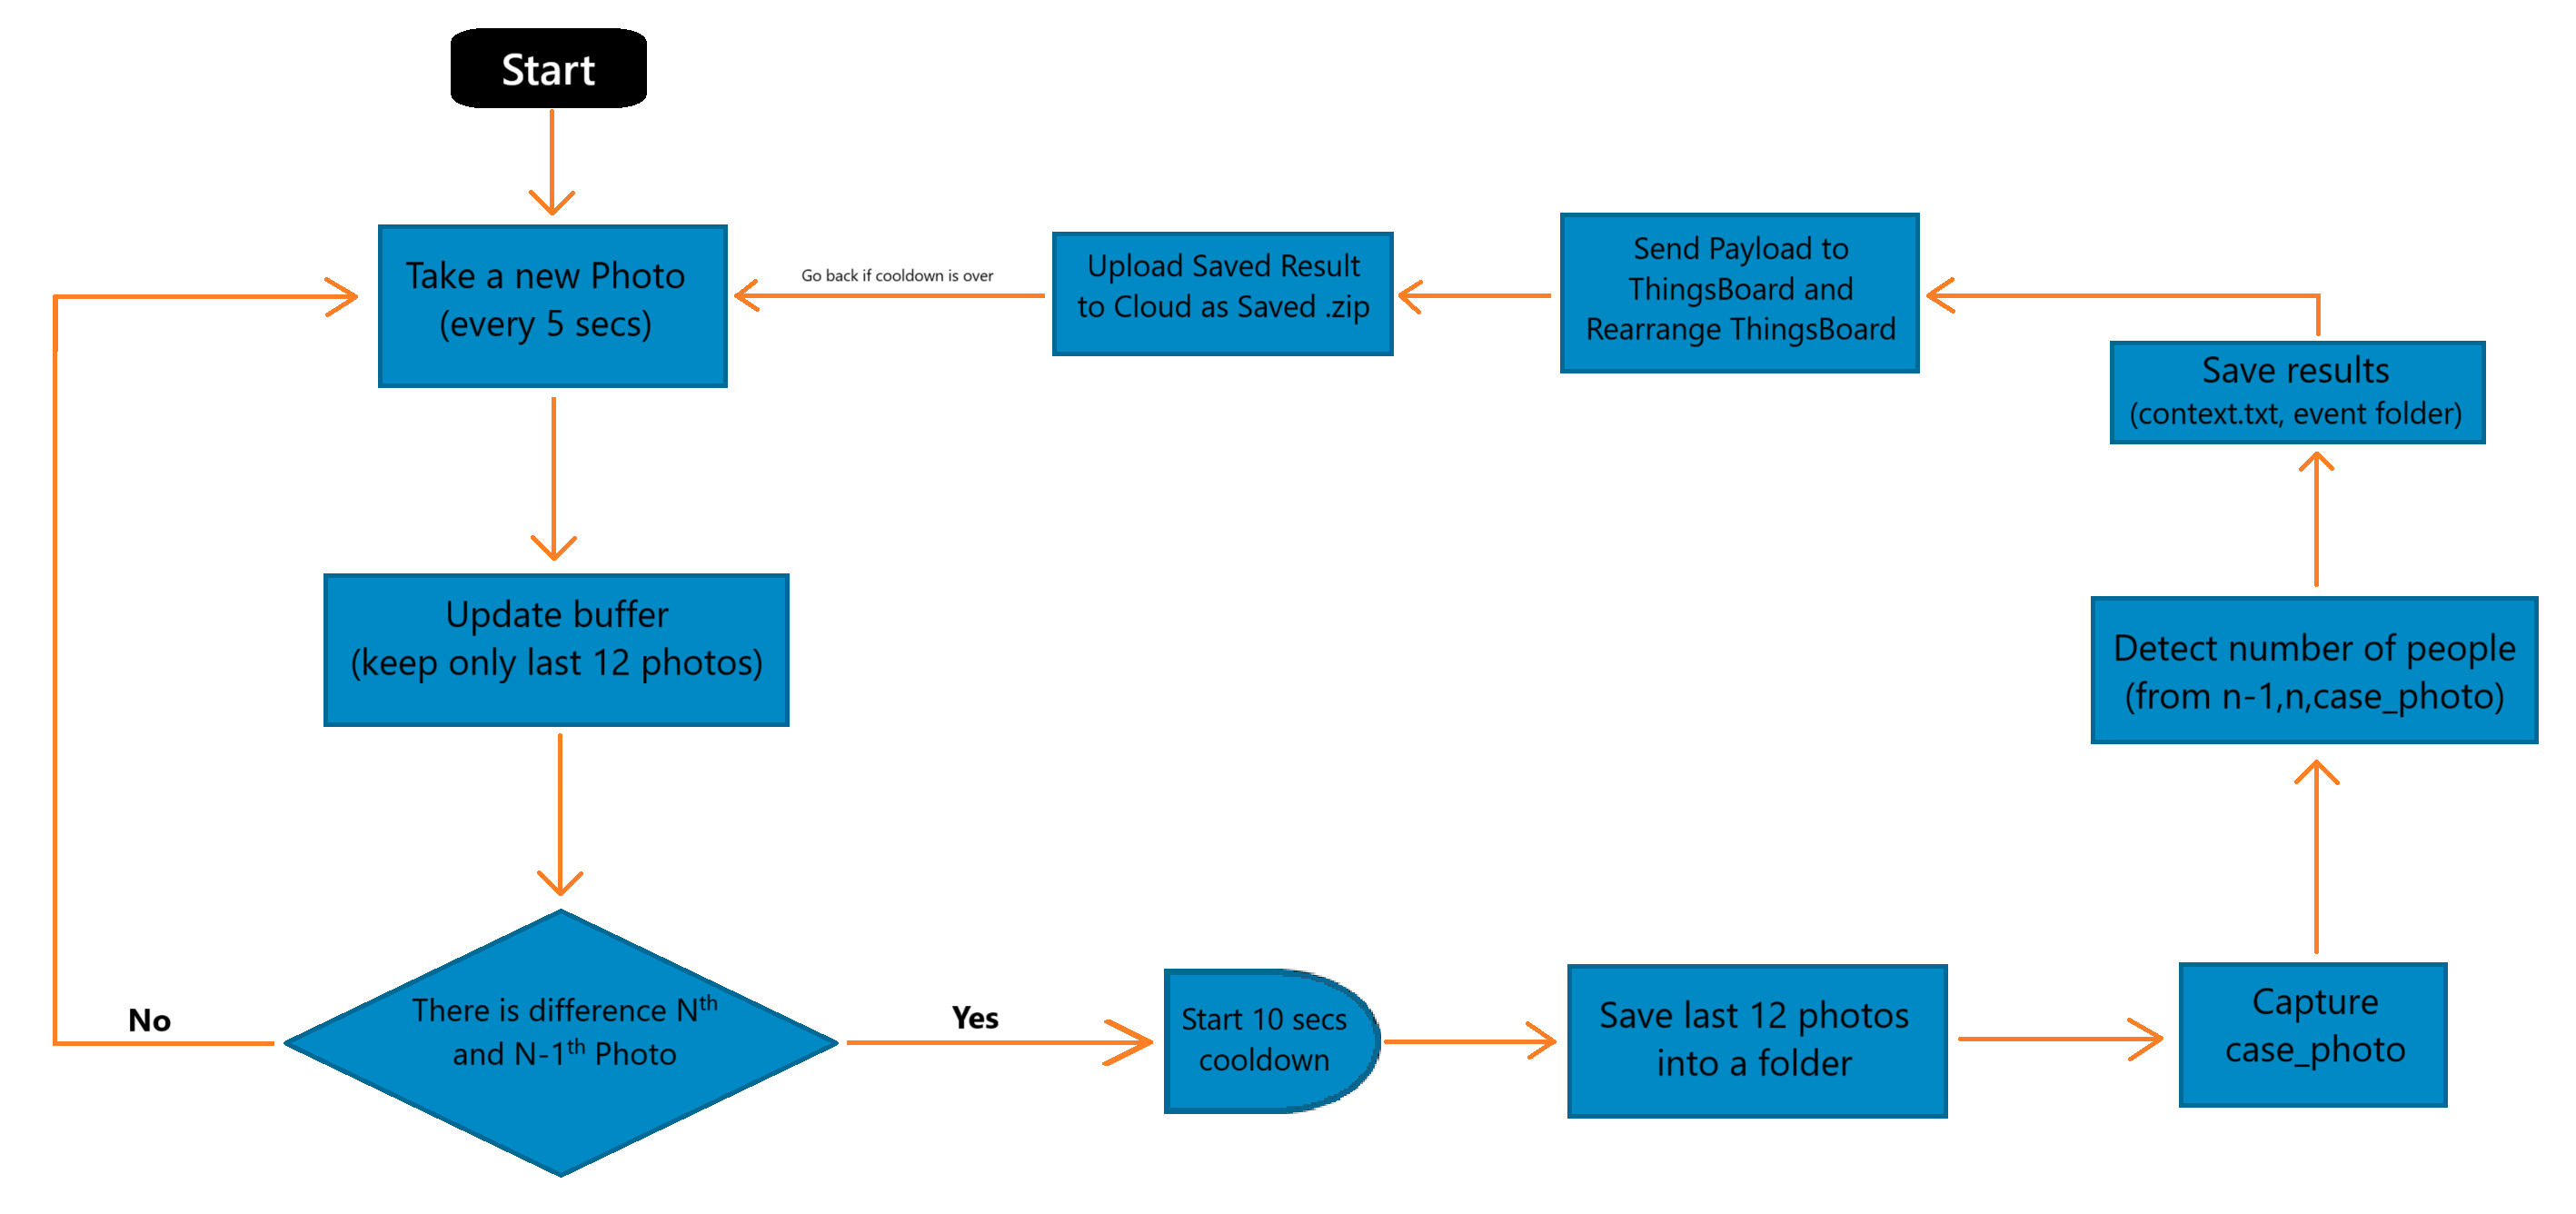 Start
Take a new Photo
(every 5 secs)
Go back if cooldown is over
Upload Saved Result
to Cloud as Saved .zip
Send Payload to
ThingsBoard and
Rearrange ThingsBoard
Save results
(context.txt, event folder)
Update buffer
(keep only last 12 photos)
Detect number of people
(from n-1,n,case_photo)
There is difference Nth
and N-1th Photo
No
Yes
Start 10 secs
cooldown
Save last 12 photos
into a folder
Capture
case_photo